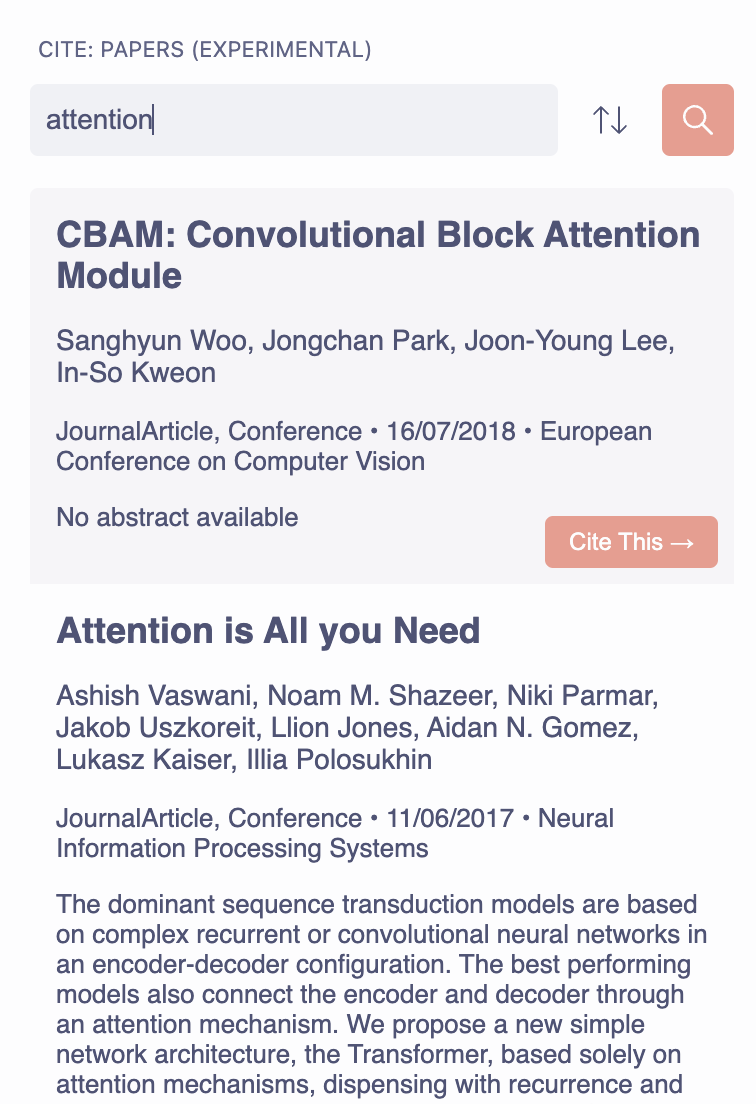 CITE: PAPERS (EXPERIMENTAL)
attention
CBAM: Convolutional Block Attention
Module
Sanghyun Woo, Jongchan Park, Joon-Young Lee,
In-So Kweon
JournalArticle, Conference • 16/07/2018 • European
Conference on Computer Vision
No abstract available
Cite This →
Attention is All you Need
Ashish Vaswani, Noam M. Shazeer, Niki Parmar,
Jakob Uszkoreit, Llion Jones, Aidan N. Gomez,
Lukasz Kaiser, Illia Polosukhin
JournalArticle, Conference • 11/06/2017 • Neural
Information Processing Systems
The dominant sequence transduction models are based
on complex recurrent or convolutional neural networks in
an encoder-decoder configuration. The best performing
models also connect the encoder and decoder through
an attention mechanism. We propose a new simple
network architecture, the Transformer, based solely on
attention mechanisms, dispensing with recurrence and